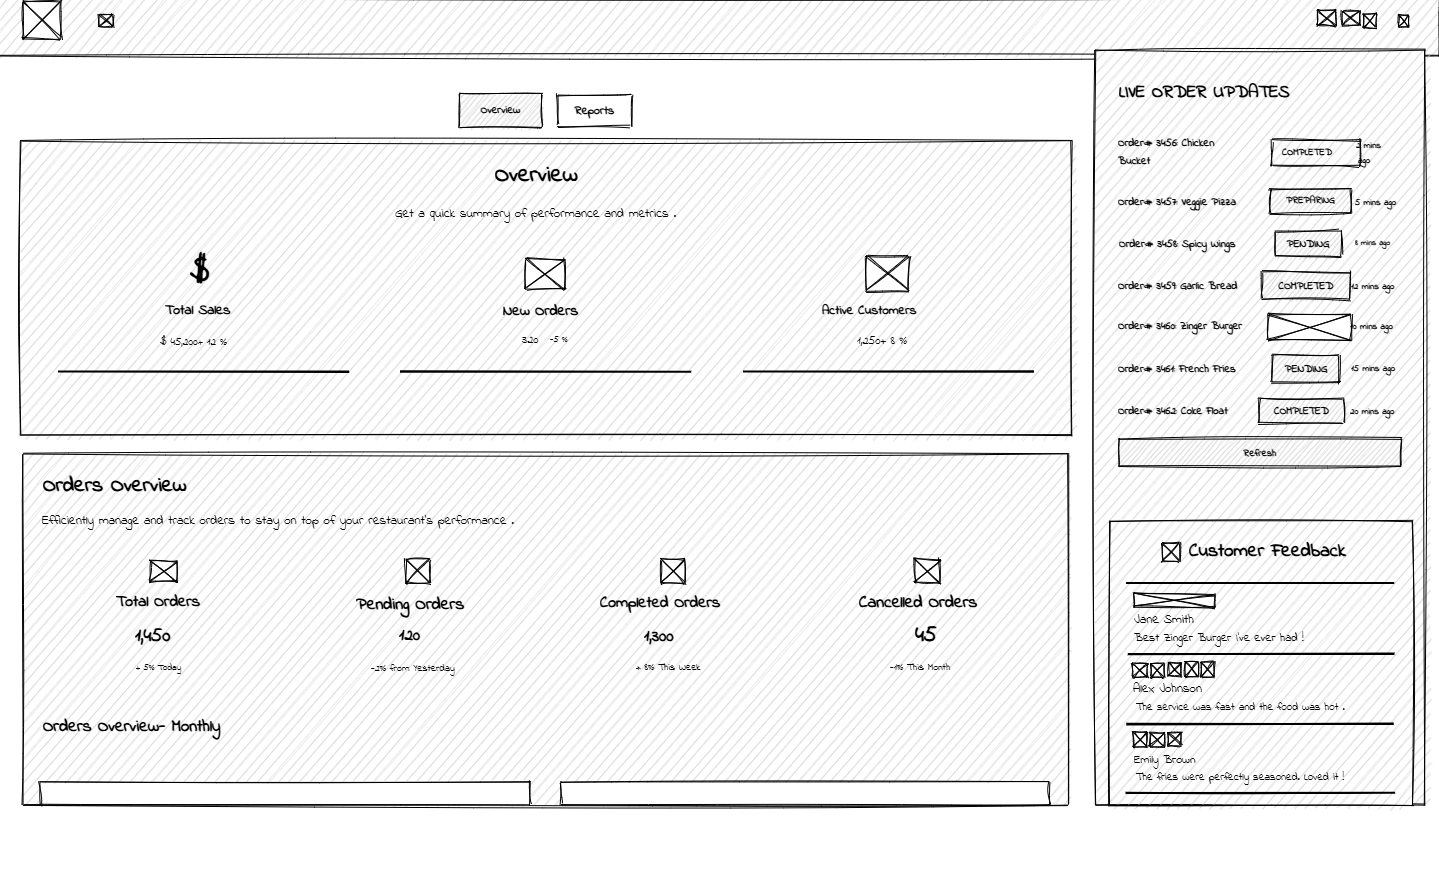 Overview
Reports
Overview
Get a quick summary of performance and metrics .
$
Total Sales
$ 45,200+ 12 %
New Orders
320 -5 %
Active Customers
1,250+ 8 %
Orders Overview
Efficiently manage and track orders to stay on top of your restaurant's performance .
Total Orders
1,450
+ 5% Today
Pending Orders
120
-2% from Yesterday
Completed Orders
1,300
+ 8% This Week
Cancelled Orders
45
-1% This Month
Orders Overview- Monthly
LIVE ORDER UPDATES
Order# 3456: Chicken
Bucket
COMPLETED
mins
ago
Order# 3457: Veggie Pizza
PREPARING
5 mins ago
Order# 3458: Spicy Wings
PENDING
8 mins ago
Order# 3459: Garlic Bread
COMPLETED
12 mins ago
Order# 3460: Zinger Burger
mins ago
Order# 3461: French Fries
PENDING
15 mins ago
Order# 3462: Coke Float
COMPLETED
20 mins ago
Refresh
Customer Feedback
Jane Smith
Best Zinger Burger I've ever had !
Alex Johnson
The service was fast and the food was hot .
Emily Brown
The fries were perfectly seasoned. Loved it !